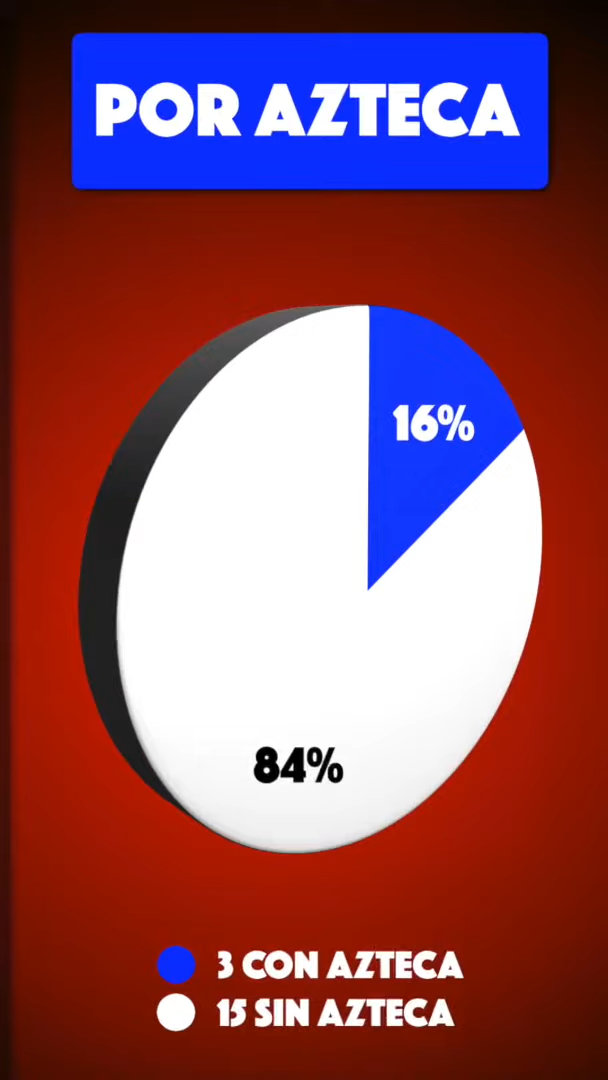 POR AZTECA
16%
84%
3 CON AZTECA
15 SIN AZTECA